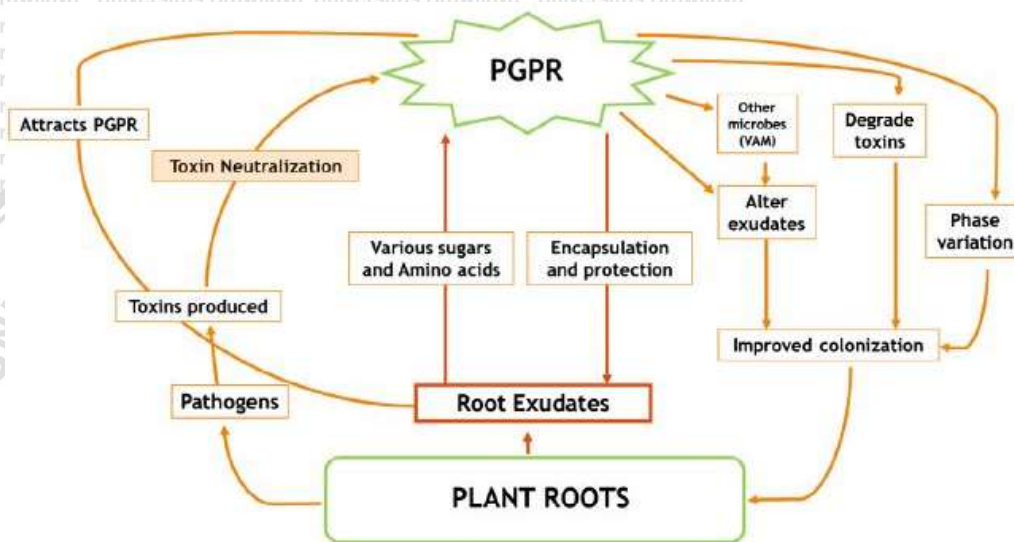 PGPR
Attracts PGPR
Toxin Neutralization
Other
microbes
(VAM)
Degrade
toxins
Alter
exudates
Phase
variation
Various sugars
and Amino acids
Encapsulation
and protection
Toxins produced
Improved colonization
Pathogens
Root Exudates
PLANT ROOTS